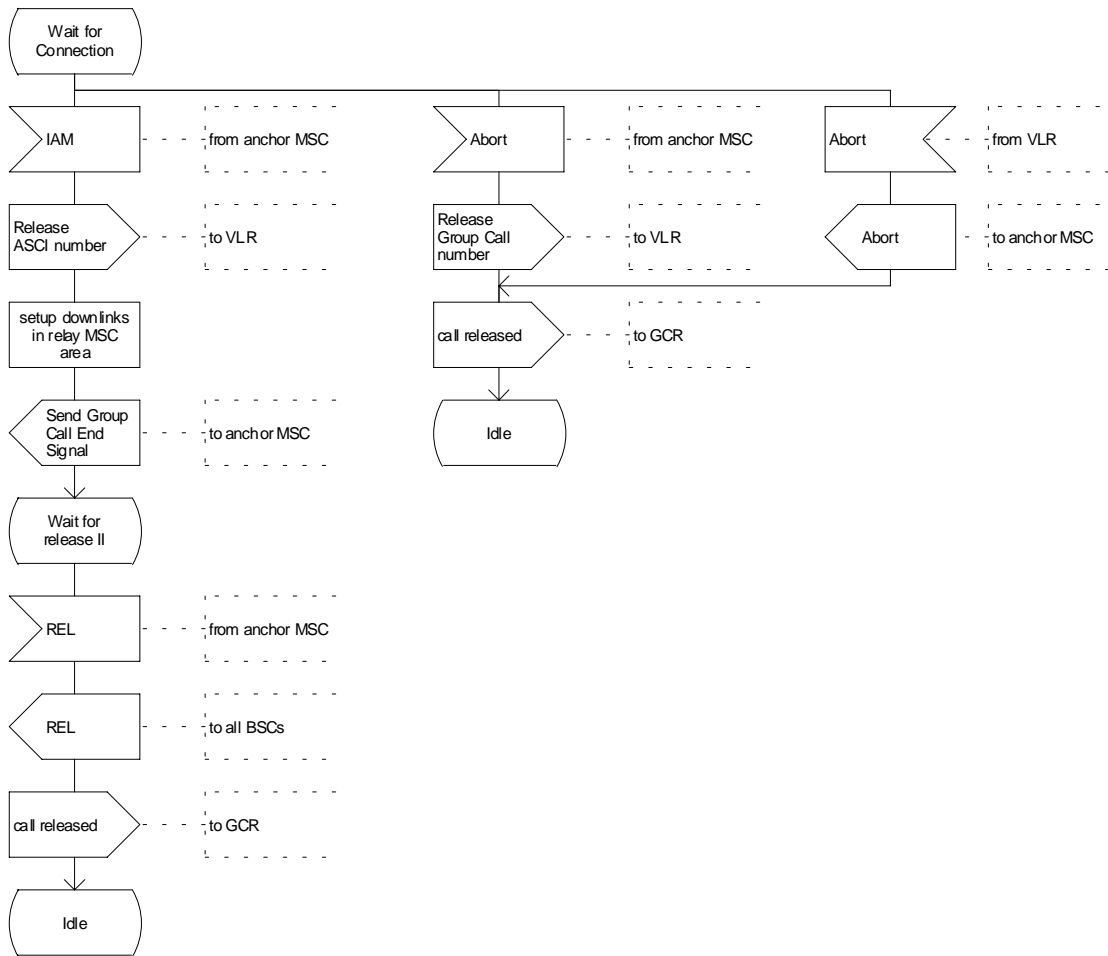 Wait for
Connection
IAM
from anchor MSC
Abort
from anchor MSC
Abort
from VLR
Release
ASCI number
to VLR
Release
Group Call
number
to VLR
Abort
to anchor MSC
setup downlinks
in relay MSC
area
call released
to GCR
Send Group
Call End
Signal
to anchor MSC
Idle
Wait for
release II
REL
from anchor MSC
REL
to all BSCs
call released
to GCR
Idle